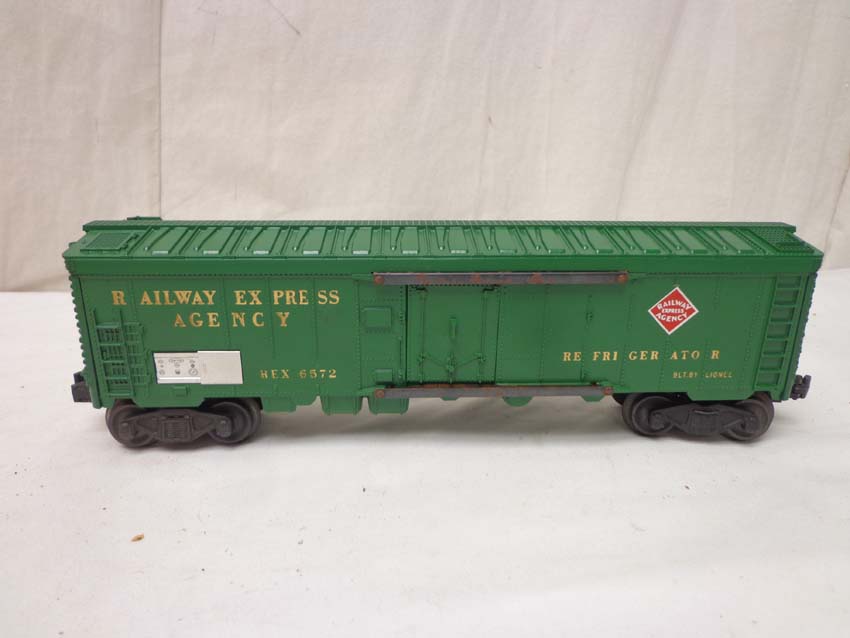 RAILWAY EXPRESS
AGENCY
REX 6572
RAILWAY
EXPRESS
AGENCY
REFRIGERATOR
BLT. BY LIONEL